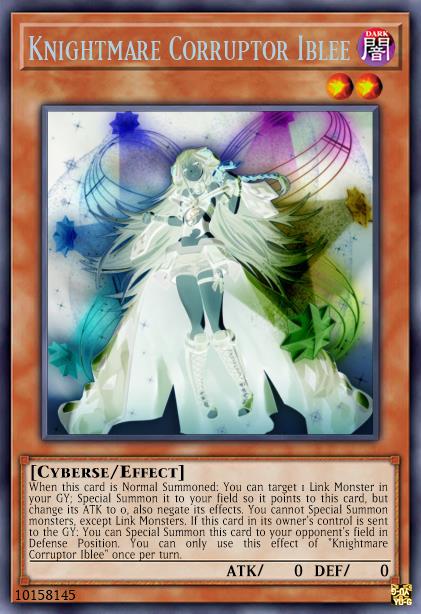 Knightmare Corruptor Iblee
DARK
闇
[Cyberse/Effect]
When this card is Normal Summoned: You can target 1 Link Monster in
your GY; Special Summon it to your field so it points to this card, but
change its ATK to 0, also negate its effects. You cannot Special Summon
monsters, except Link Monsters. If this card in its owner's control is sent
to the GY: You can Special Summon this card to your opponent's field in
Defense Position. You can only use this effect of "Knightmare
Corruptor Iblee" once per turn.
ATK/ 0 DEF/ 0
10158145